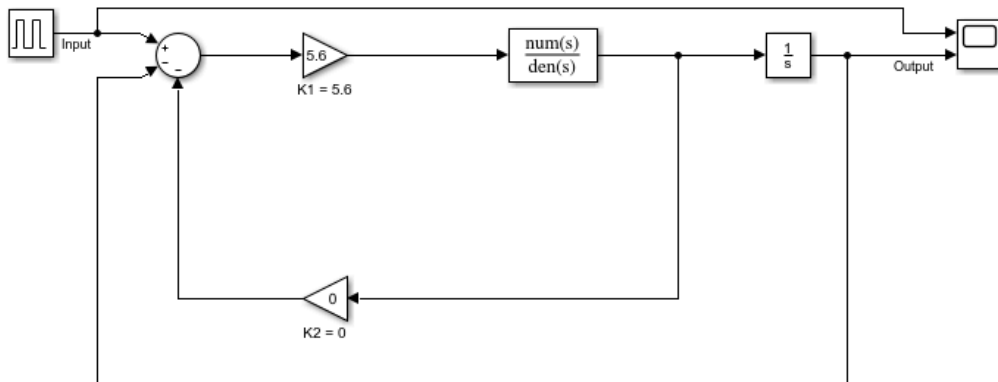 Input
+
−
−
5.6
K1 = 5.6
num(s)
den(s)
1
s
Output
0
K2 = 0